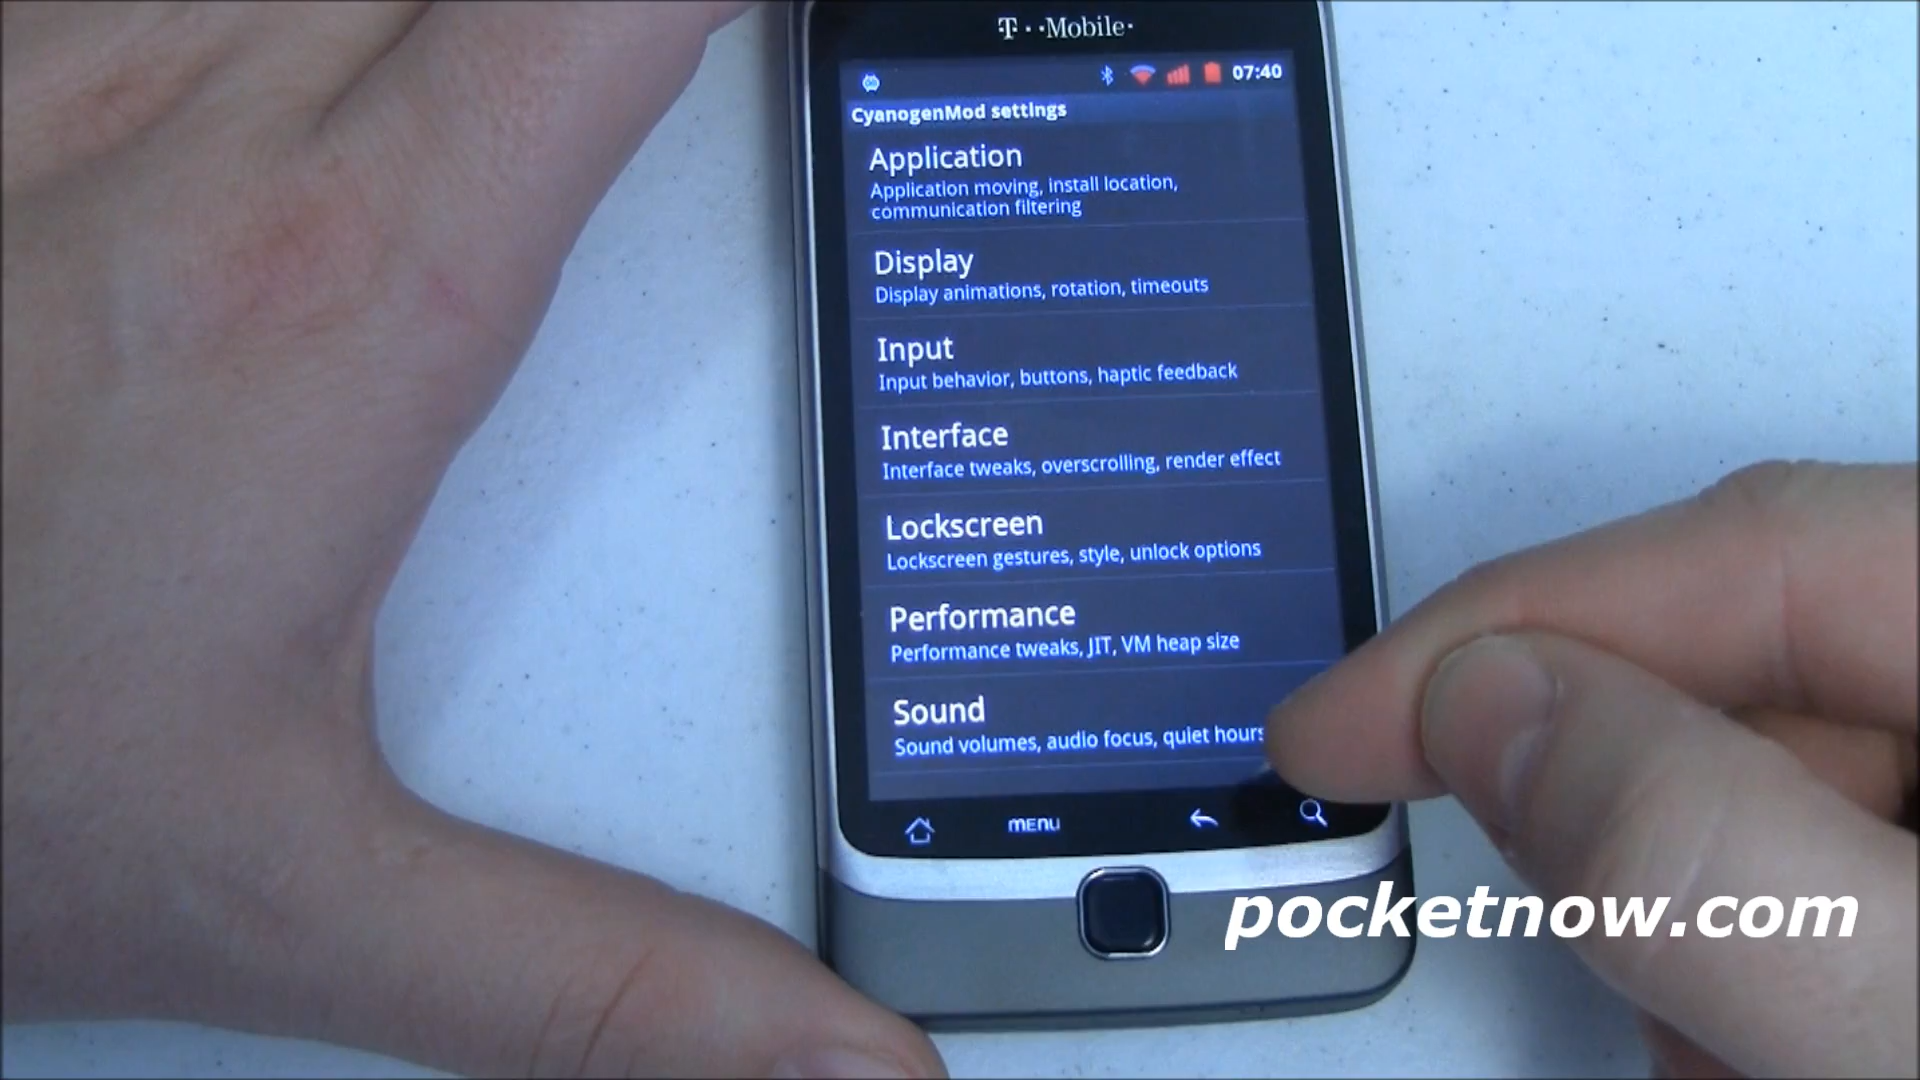 T··Mobile·
07:40
CyanogenMod settings
Application
Application moving, install location,
communication filtering
Display
Display animations, rotation, timeouts
Input
Input behavior, buttons, haptic feedback
Interface
Interface tweaks, overscrolling, render effect
Lockscreen
Lockscreen gestures, style, unlock options
Performance
Performance tweaks, JIT, VM heap size
Sound
Sound volumes, audio focus, quiet hours
MENU
pocketnow.com